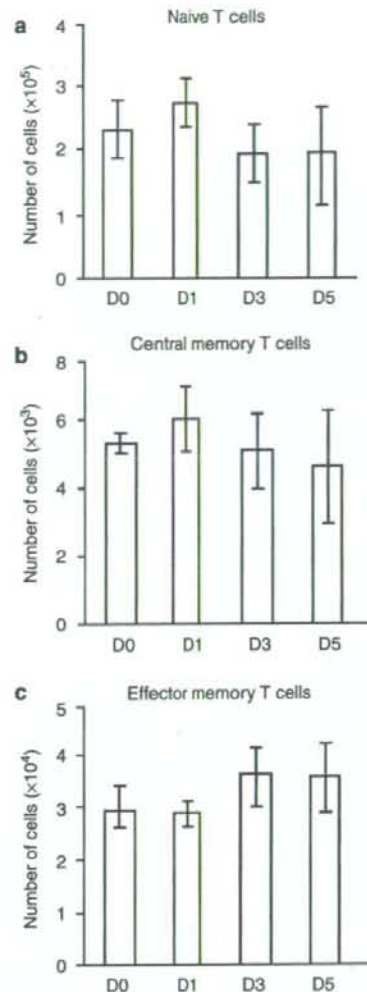 a
Naive T cells
Number of cells (×10⁵)
4
3
2
1
0
D0 D1 D3 D5
b
Central memory T cells
Number of cells (×10³)
8
6
4
2
0
D0 D1 D3 D5
c
Effector memory T cells
Number of cells (×10⁴)
5
4
3
2
1
0
D0 D1 D3 D5